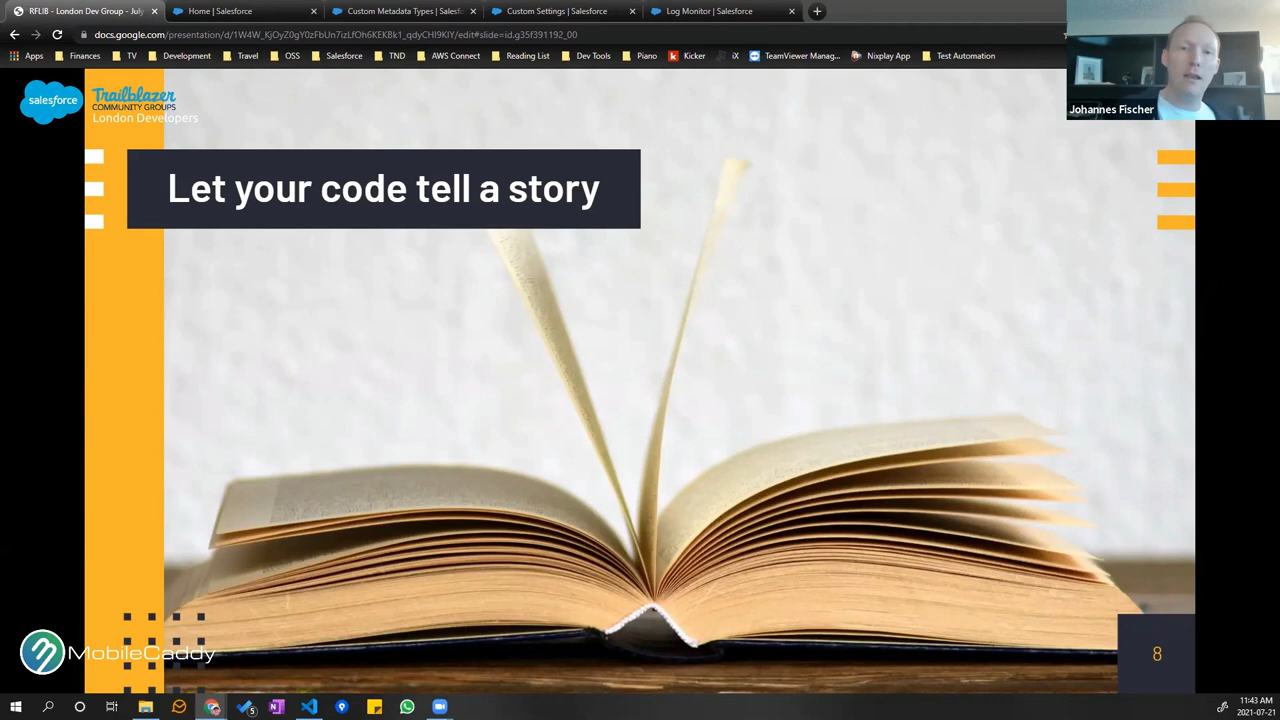 RFLIB - London Dev Group - July
Home | Salesforce
Custom Metadata Types | Salesf
Custom Settings | Salesforce
Log Monitor | Salesforce
docs.google.com/presentation/d/1W4W_KjOyZ0gY0zFbUn7izLfOh6KEKBk1_qdyCHI9KIY/edit#slide=id.g35f391192_00
Apps
Finances
TV
Development
Travel
OSS
Salesforce
TND
AWS Connect
Reading List
Dev Tools
Piano
Kicker
iX
TeamViewer Manag...
Nixplay App
Test Automation
Johannes Fischer
salesforce
Trailblazer
COMMUNITY GROUPS
London Developers
Let your code tell a story
MobileCaddy
8
5
11:43 AM
2021-07-21